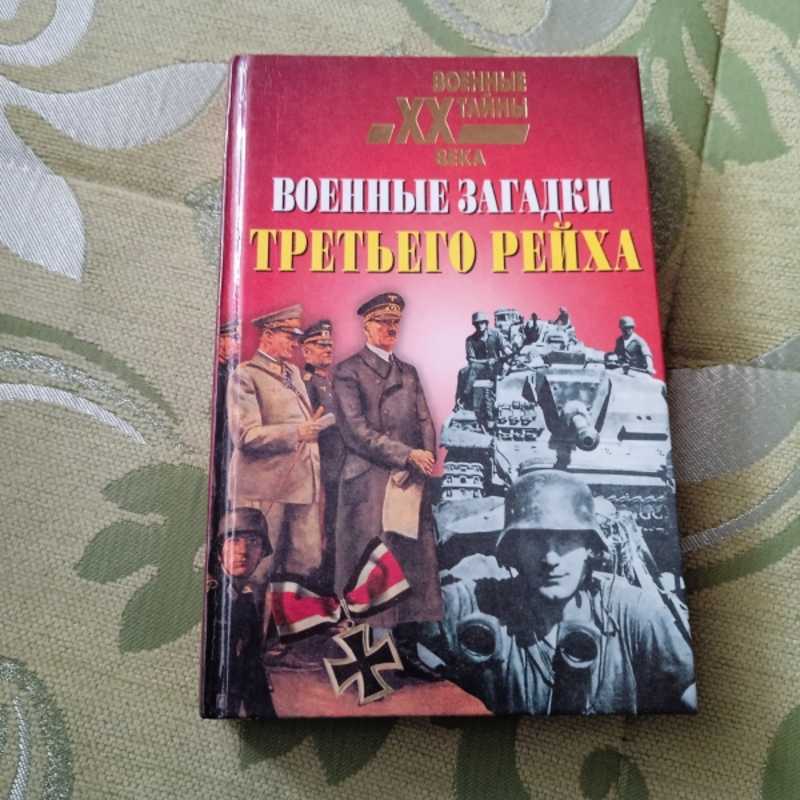 ВОЕННЫЕ
XX ТАЙНЫ
ВЕКА
ВОЕННЫЕ ЗАГАДКИ
ТРЕТЬЕГО РЕЙХА